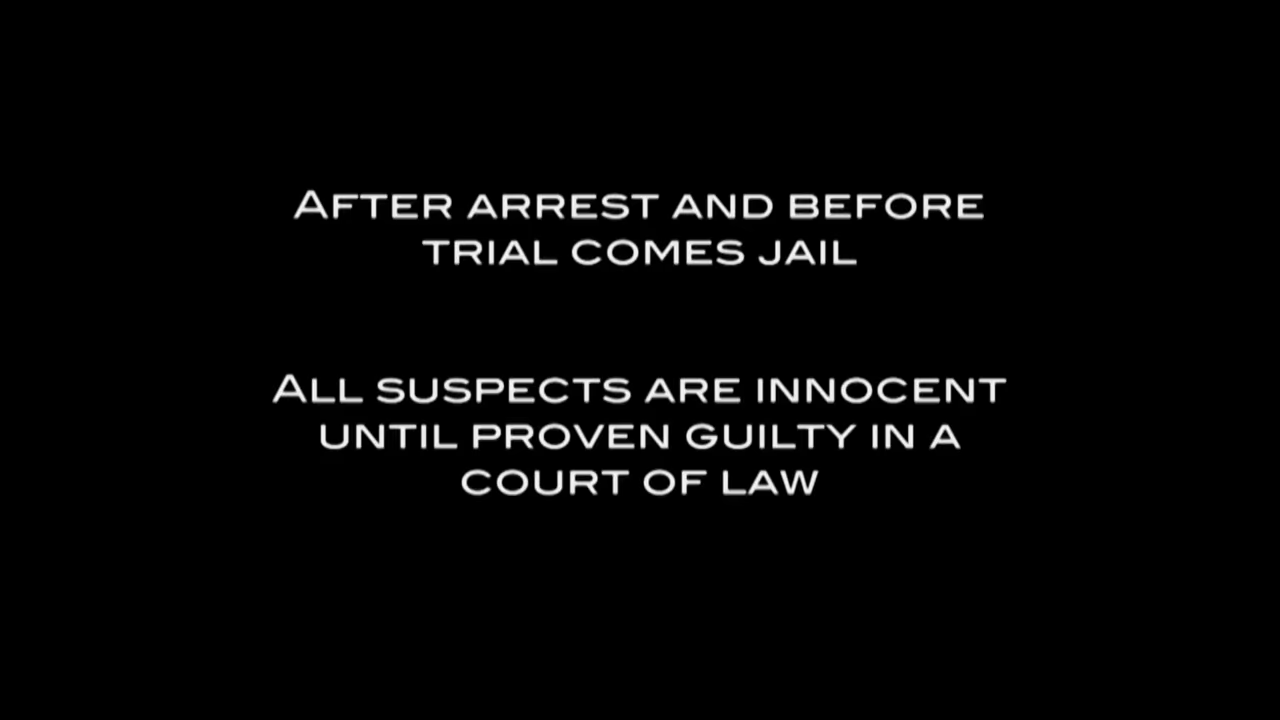 AFTER ARREST AND BEFORE
TRIAL COMES JAIL
ALL SUSPECTS ARE INNOCENT
UNTIL PROVEN GUILTY IN A
COURT OF LAW